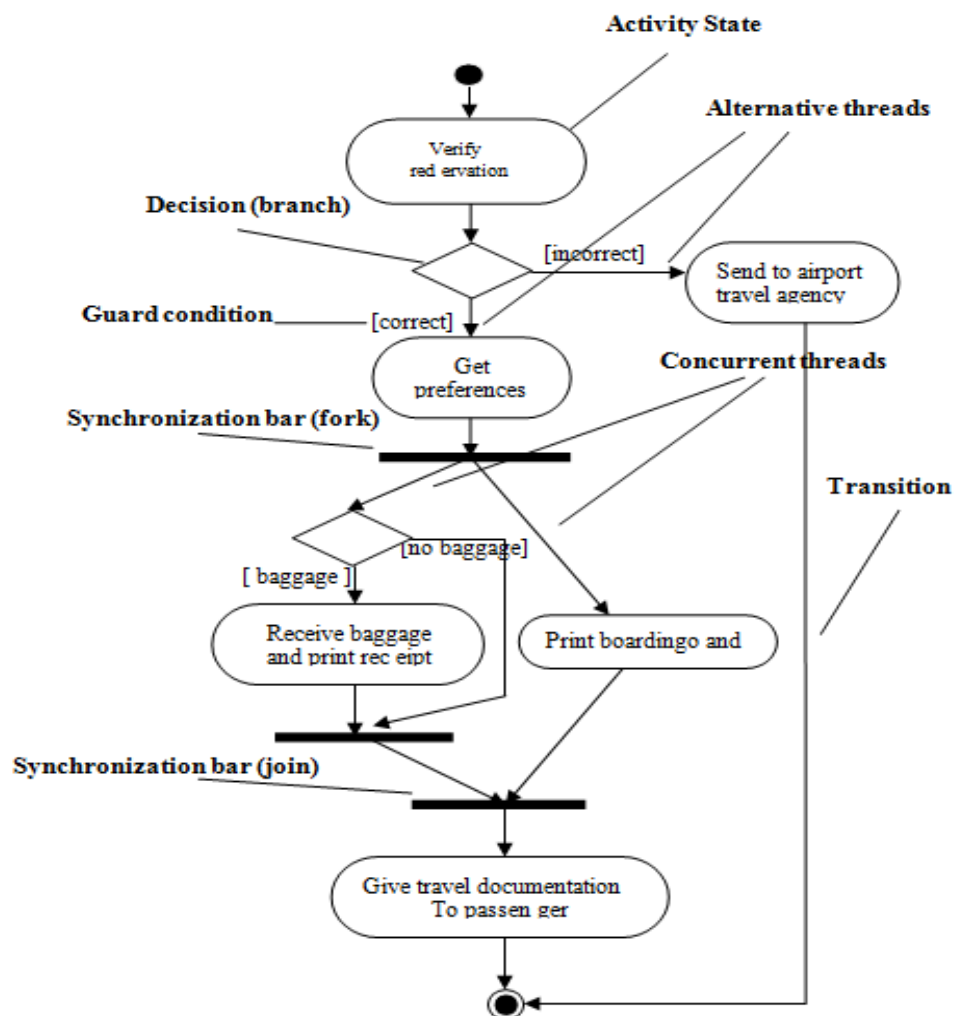 Activity State
Alternative threads
Verify
red ervation
Decision (branch)
[incorrect]
Send to airport
travel agency
Guard condition
[correct]
Concurrent threads
Get
preferences
Synchronization bar (fork)
Transition
[no baggage]
[ baggage ]
Receive baggage
and print rec eipt
Print boardingo and
Synchronization bar (join)
Give travel documentation
To passen ger